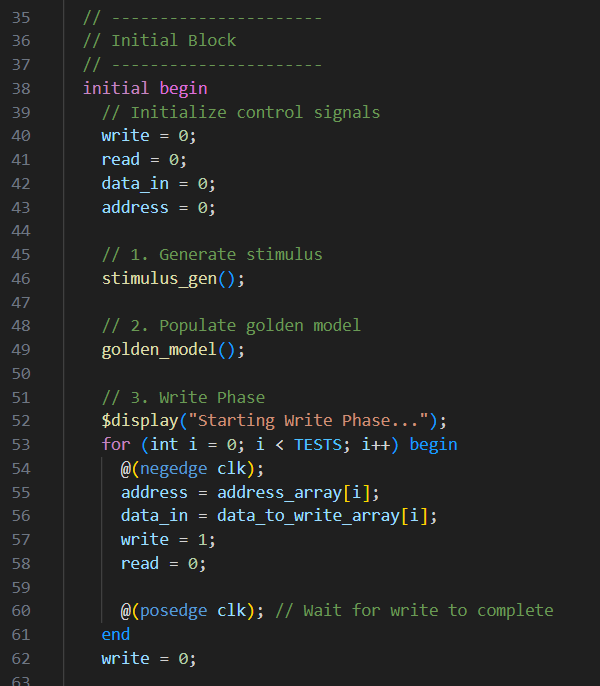 35 // ----------------------
36 // Initial Block
37 // ----------------------
38 initial begin
39 // Initialize control signals
40 write = 0;
41 read = 0;
42 data_in = 0;
43 address = 0;
44
45 // 1. Generate stimulus
46 stimulus_gen();
47
48 // 2. Populate golden model
49 golden_model();
50
51 // 3. Write Phase
52 $display("Starting Write Phase...");
53 for (int i = 0; i < TESTS; i++) begin
54 @(negedge clk);
55 address = address_array[i];
56 data_in = data_to_write_array[i];
57 write = 1;
58 read = 0;
59
60 @(posedge clk); // Wait for write to complete
61 end
62 write = 0;
63